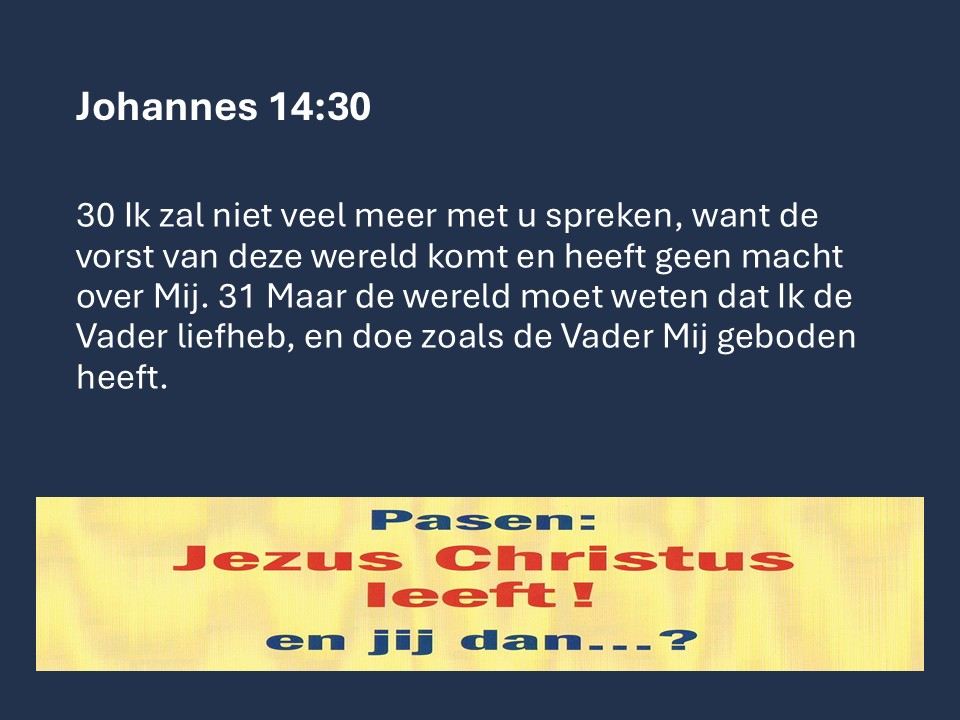 Johannes 14:30
30 Ik zal niet veel meer met u spreken, want de
vorst van deze wereld komt en heeft geen macht
over Mij. 31 Maar de wereld moet weten dat Ik de
Vader liefheb, en doe zoals de Vader Mij geboden
heeft.
Pasen:
Jezus Christus
leeft !
en jij dan...?